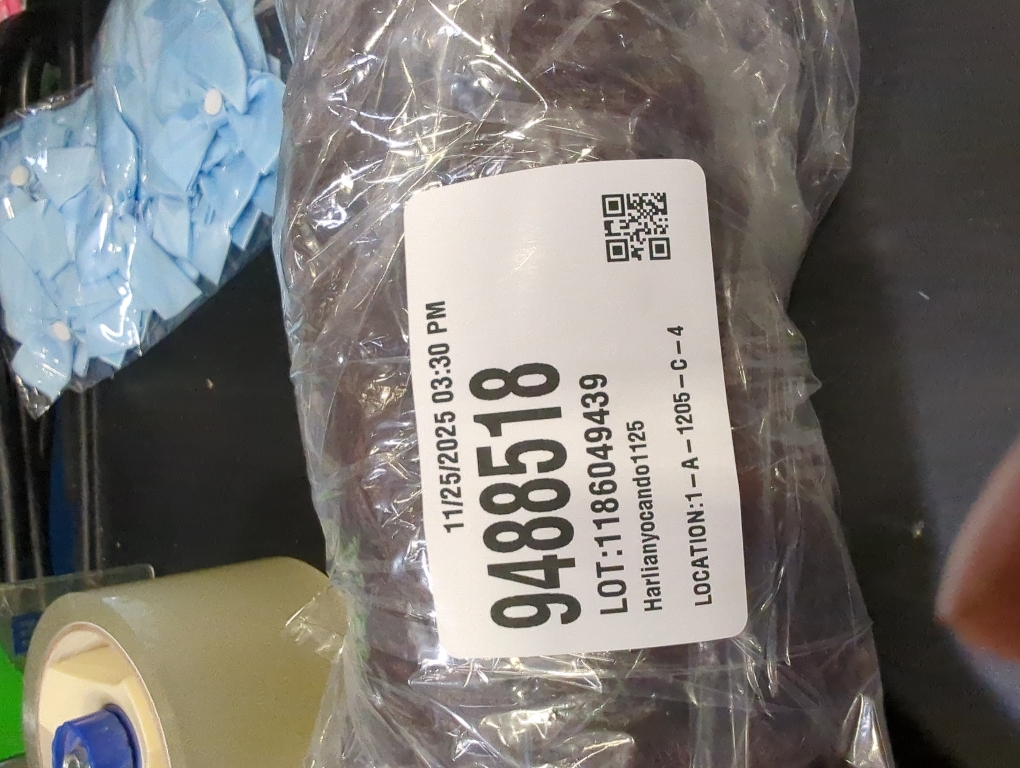 11/25/2025 03:30 PM
9488518
LOT:1186049439
Harlianyocando1125
LOCATION:1-A-1205-C-4